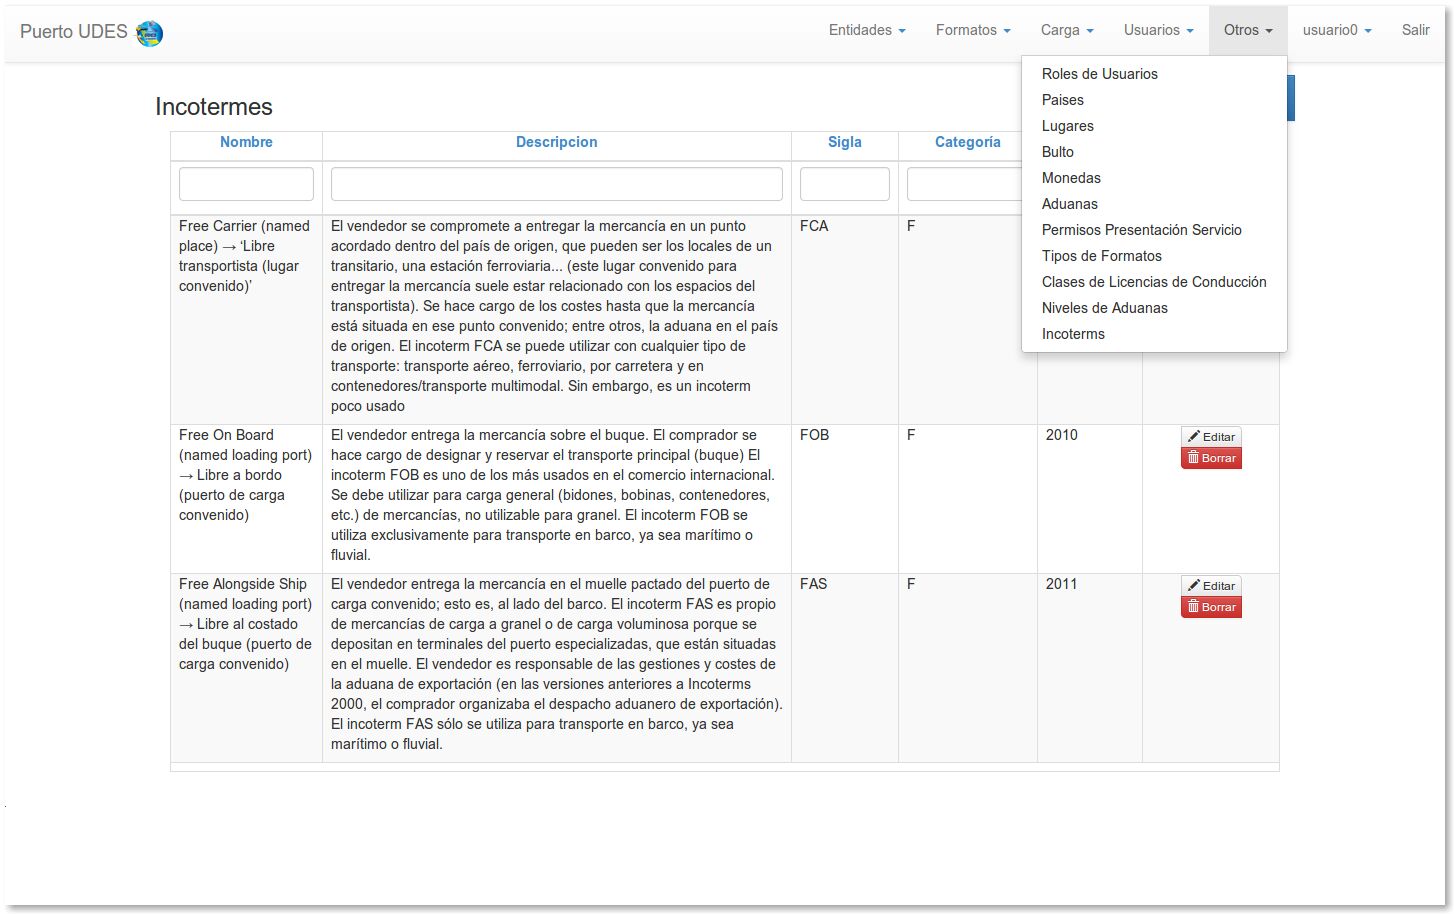 Puerto UDES
Entidades Formatos Carga Usuarios Otros usuario0 Salir
Roles de Usuarios
Paises
Lugares
Bulto
Monedas
Aduanas
Permisos Presentación Servicio
Tipos de Formatos
Clases de Licencias de Conducción
Niveles de Aduanas
Incoterms
Incotermes
Nombre Descripcion Sigla Categoría
Free Carrier (named
place) → ‘Libre
transportista (lugar
convenido)’
El vendedor se compromete a entregar la mercancía en un punto
acordado dentro del país de origen, que pueden ser los locales de un
transitario, una estación ferroviaria... (este lugar convenido para
entregar la mercancía suele estar relacionado con los espacios del
transportista). Se hace cargo de los costes hasta que la mercancía
está situada en ese punto convenido; entre otros, la aduana en el país
de origen. El incoterm FCA se puede utilizar con cualquier tipo de
transporte: transporte aéreo, ferroviario, por carretera y en
contenedores/transporte multimodal. Sin embargo, es un incoterm
poco usado
FCA
F
Free On Board
(named loading port)
→ Libre a bordo
(puerto de carga
convenido)
El vendedor entrega la mercancía sobre el buque. El comprador se
hace cargo de designar y reservar el transporte principal (buque) El
incoterm FOB es uno de los más usados en el comercio internacional.
Se debe utilizar para carga general (bidones, bobinas, contenedores,
etc.) de mercancías, no utilizable para granel. El incoterm FOB se
utiliza exclusivamente para transporte en barco, ya sea marítimo o
fluvial.
FOB
F
2010
Editar
Borrar
Free Alongside Ship
(named loading port)
→ Libre al costado
del buque (puerto de
carga convenido)
El vendedor entrega la mercancía en el muelle pactado del puerto de
carga convenido; esto es, al lado del barco. El incoterm FAS es propio
de mercancías de carga a granel o de carga voluminosa porque se
depositan en terminales del puerto especializadas, que están situadas
en el muelle. El vendedor es responsable de las gestiones y costes de
la aduana de exportación (en las versiones anteriores a Incoterms
2000, el comprador organizaba el despacho aduanero de exportación).
El incoterm FAS sólo se utiliza para transporte en barco, ya sea
marítimo o fluvial.
FAS
F
2011
Editar
Borrar